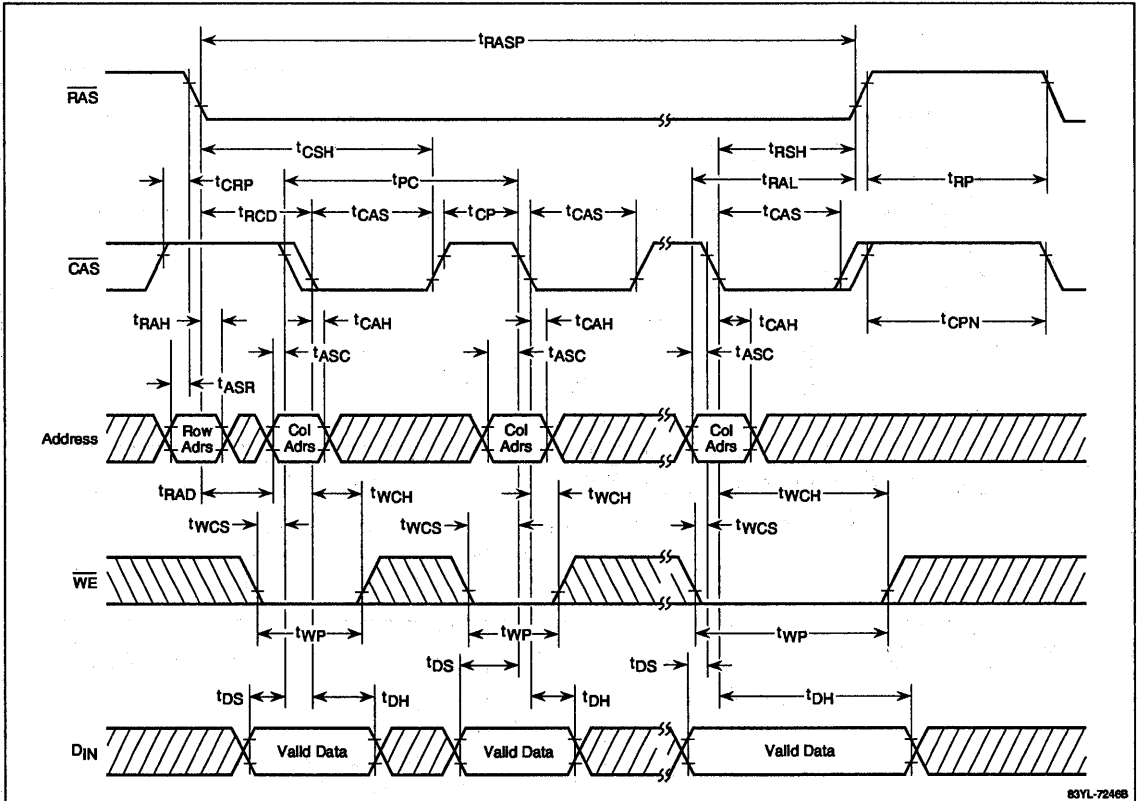 tRASP
RAS
tCSH
tRSH
tCRP
tPC
tRAL
tRP
tRCD
tCAS
tCP
tCAS
tCAS
CAS
tRAH
tCAH
tCAH
tCAH
tCPN
tASC
tASC
tASR
Address
Row Adrs
Col Adrs
Col Adrs
Col Adrs
tRAD
tWCH
tWCH
tWCH
tWCS
tWCS
tWCS
WE
tWP
tWP
tWP
tDS
tDS
tDS
tDH
tDH
tDH
DIN
Valid Data
Valid Data
Valid Data
83YL-7246B